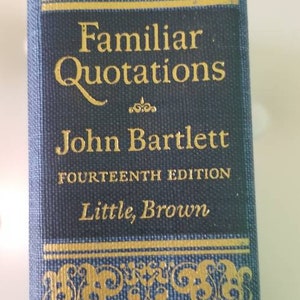 Familiar
Quotations
John Bartlett
FOURTEENTH EDITION
Little, Brown